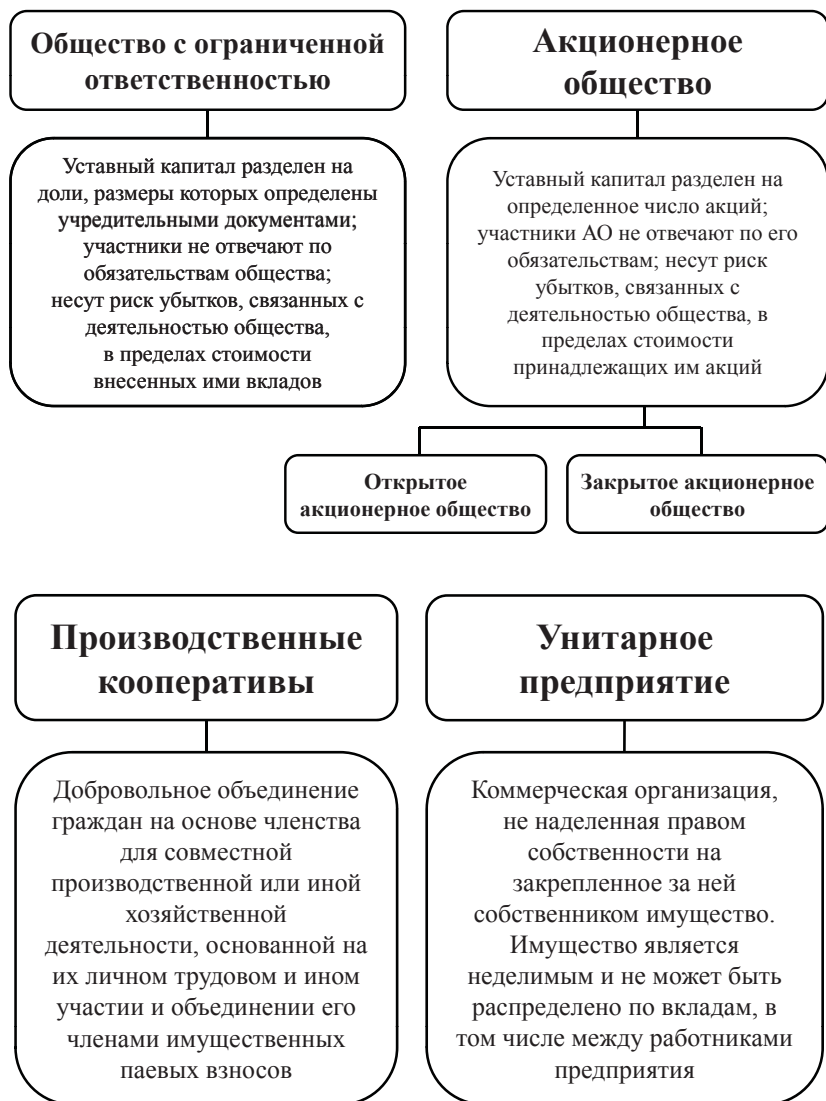 Общество с ограниченной
ответственностью
Уставный капитал разделен на
доли, размеры которых определены
учредительными документами;
участники не отвечают по
обязательствам общества;
несут риск убытков, связанных с
деятельностью общества,
в пределах стоимости
внесенных ими вкладов
Акционерное
общество
Уставный капитал разделен на
определенное число акций;
участники АО не отвечают по его
обязательствам; несут риск
убытков, связанных с
деятельностью общества, в
пределах стоимости
принадлежащих им акций
Открытое
акционерное общество
Закрытое акционерное
общество
Производственные
кооперативы
Добровольное объединение
граждан на основе членства
для совместной
производственной или иной
хозяйственной
деятельности, основанной на
их личном трудовом и ином
участии и объединении его
членами имущественных
паевых взносов
Унитарное
предприятие
Коммерческая организация,
не наделенная правом
собственности на
закрепленное за ней
собственником имущество.
Имущество является
неделимым и не может быть
распределено по вкладам, в
том числе между работниками
предприятия